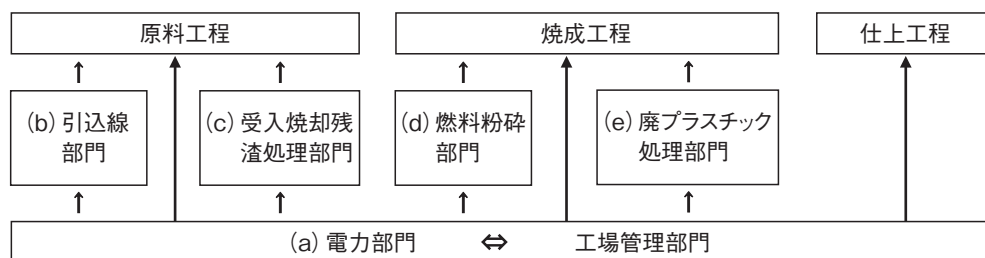 原料工程
焼成工程
仕上工程
(b) 引込線
部門
(c) 受入焼却残
渣処理部門
(d) 燃料粉砕
部門
(e) 廃プラスチック
処理部門
(a) 電力部門 ⇔ 工場管理部門